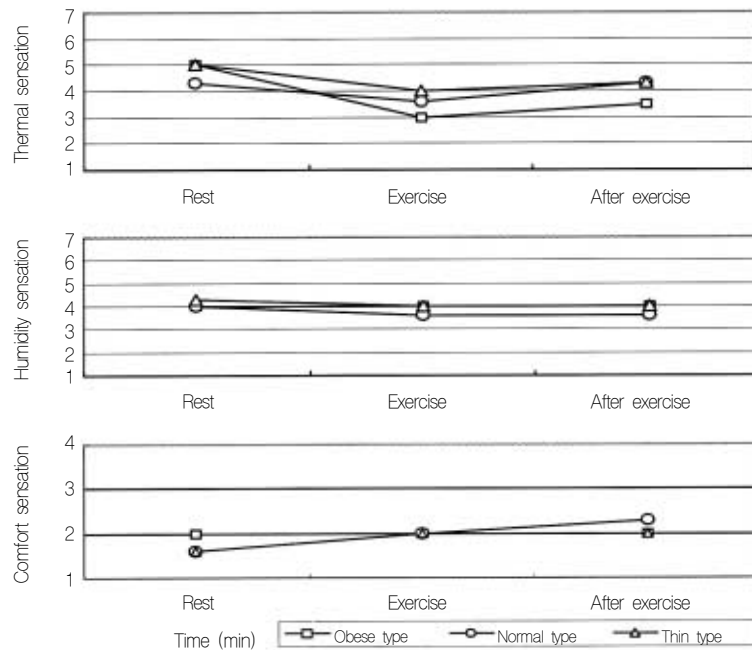 Thermal sensation
7
6
5
4
3
2
1
Rest Exercise After exercise
Humidity sensation
7
6
5
4
3
2
1
Rest Exercise After exercise
Comfort sensation
4
3
2
1
Rest Exercise After exercise
Time (min) Obese type Normal type Thin type